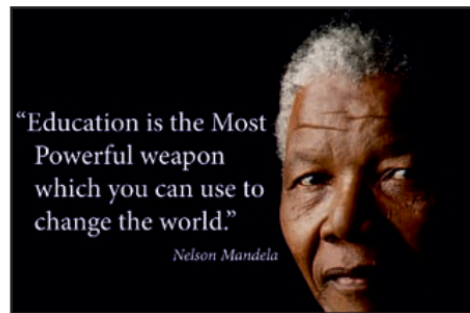 “Education is the Most
Powerful weapon
which you can use to
change the world.”
Nelson Mandela